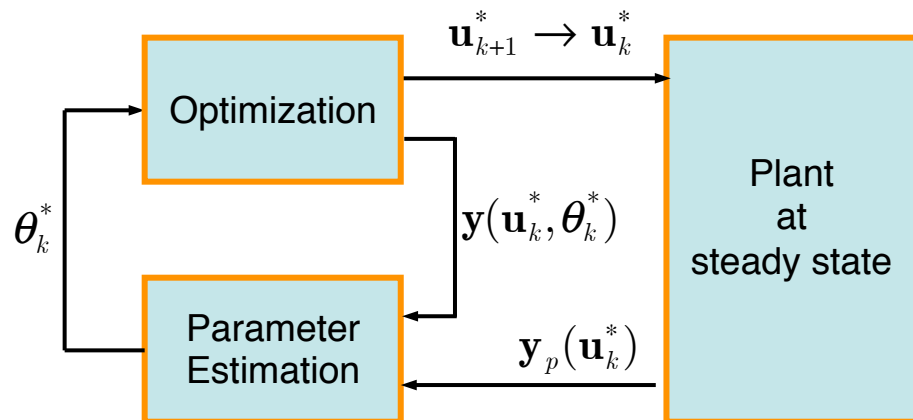 𝐮*ₖ₊₁ → 𝐮*ₖ
Optimization
Plant
at
steady state
θ*ₖ
𝐲(𝐮*ₖ, θ*ₖ)
Parameter
Estimation
𝐲ₚ(𝐮*ₖ)